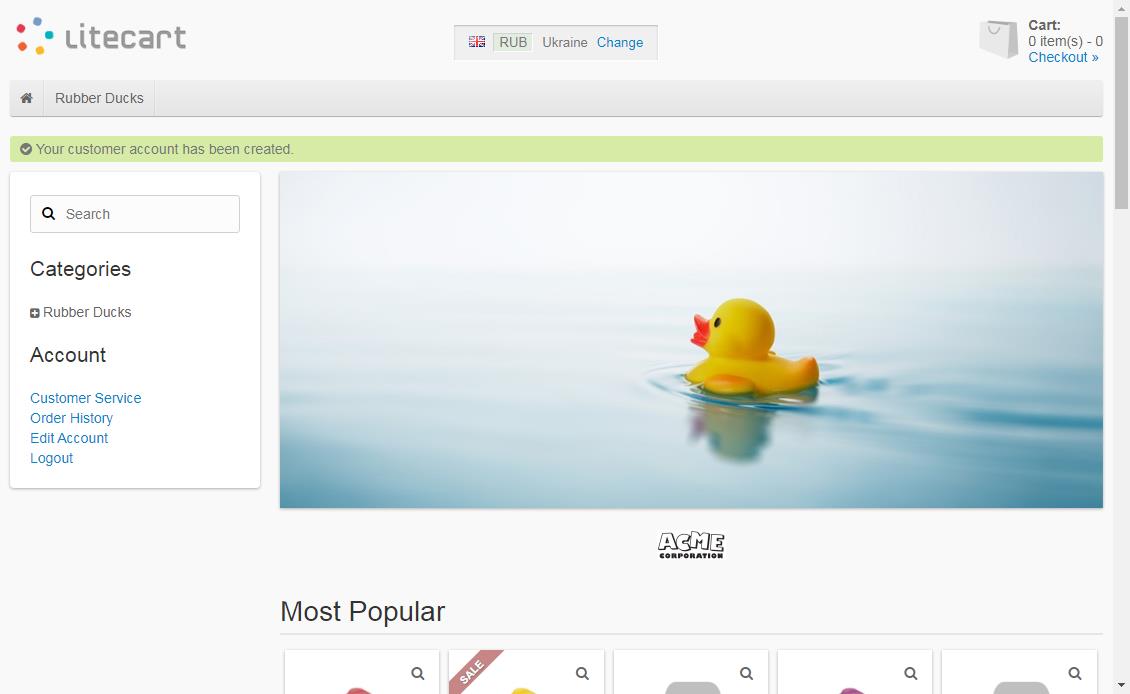 Litecart
RUB Ukraine Change
Cart:
0 item(s) - 0
Checkout »
Rubber Ducks
Your customer account has been created.
Search
Categories
Rubber Ducks
Account
Customer Service
Order History
Edit Account
Logout
ACME
CORPORATION
Most Popular
SALE